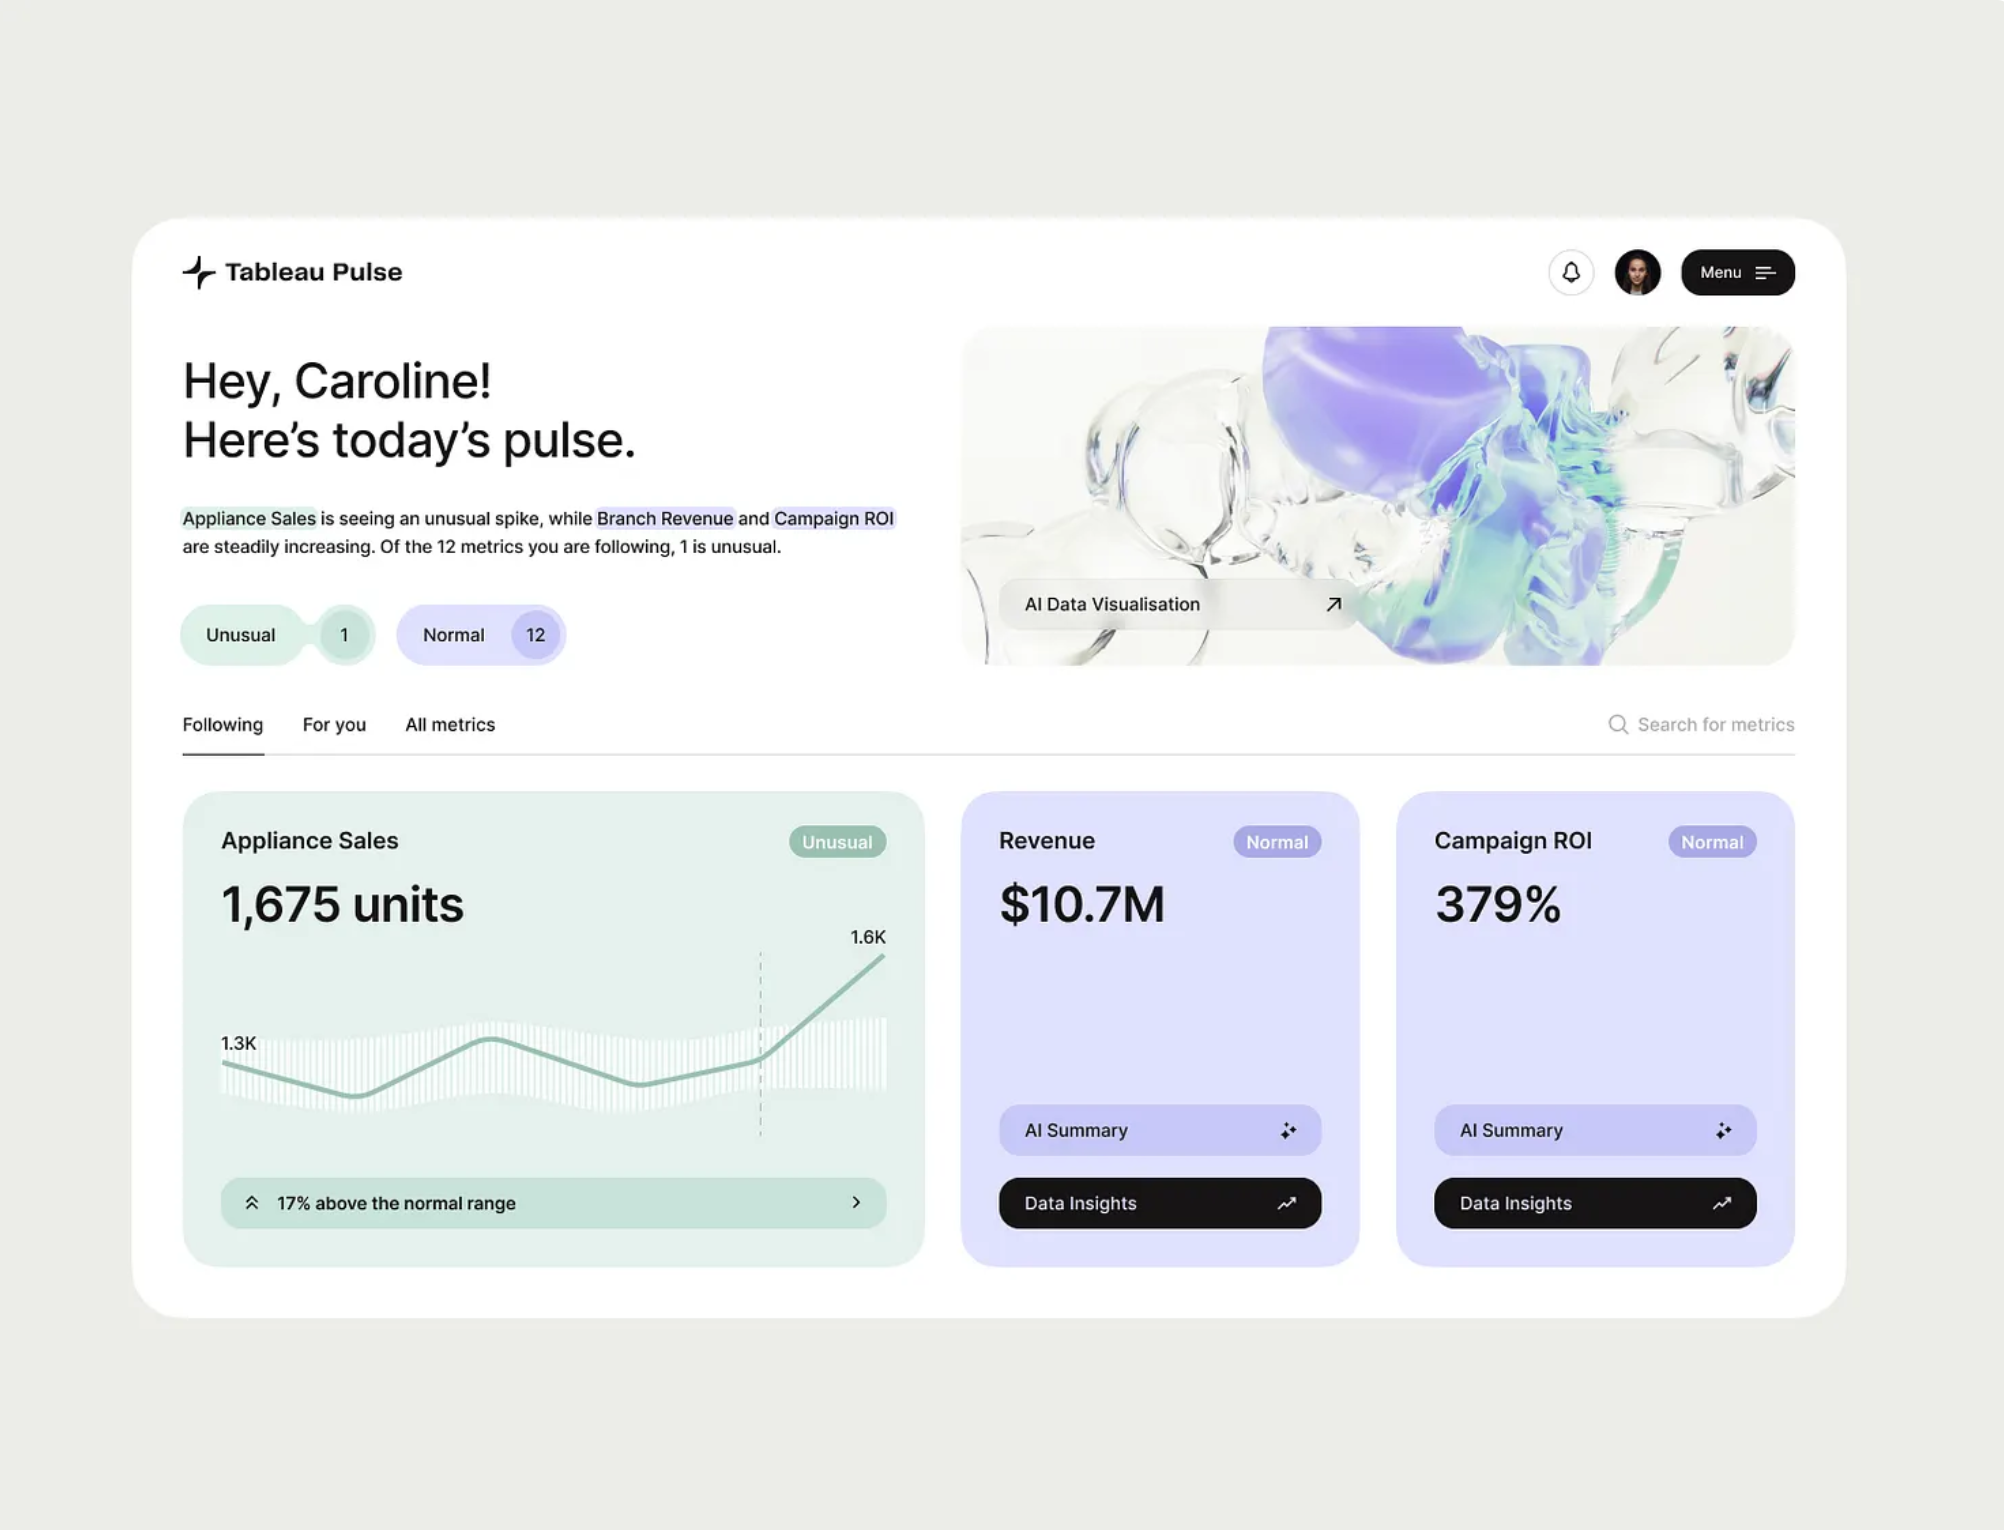 Tableau Pulse
Menu
Hey, Caroline!
Here’s today’s pulse.
Appliance Sales is seeing an unusual spike, while Branch Revenue and Campaign ROI
are steadily increasing. Of the 12 metrics you are following, 1 is unusual.
Unusual 1
Normal 12
AI Data Visualisation
Following
For you
All metrics
Search for metrics
Appliance Sales
Unusual
1,675 units
1.6K
1.3K
17% above the normal range
Revenue
Normal
$10.7M
AI Summary
Data Insights
Campaign ROI
Normal
379%
AI Summary
Data Insights